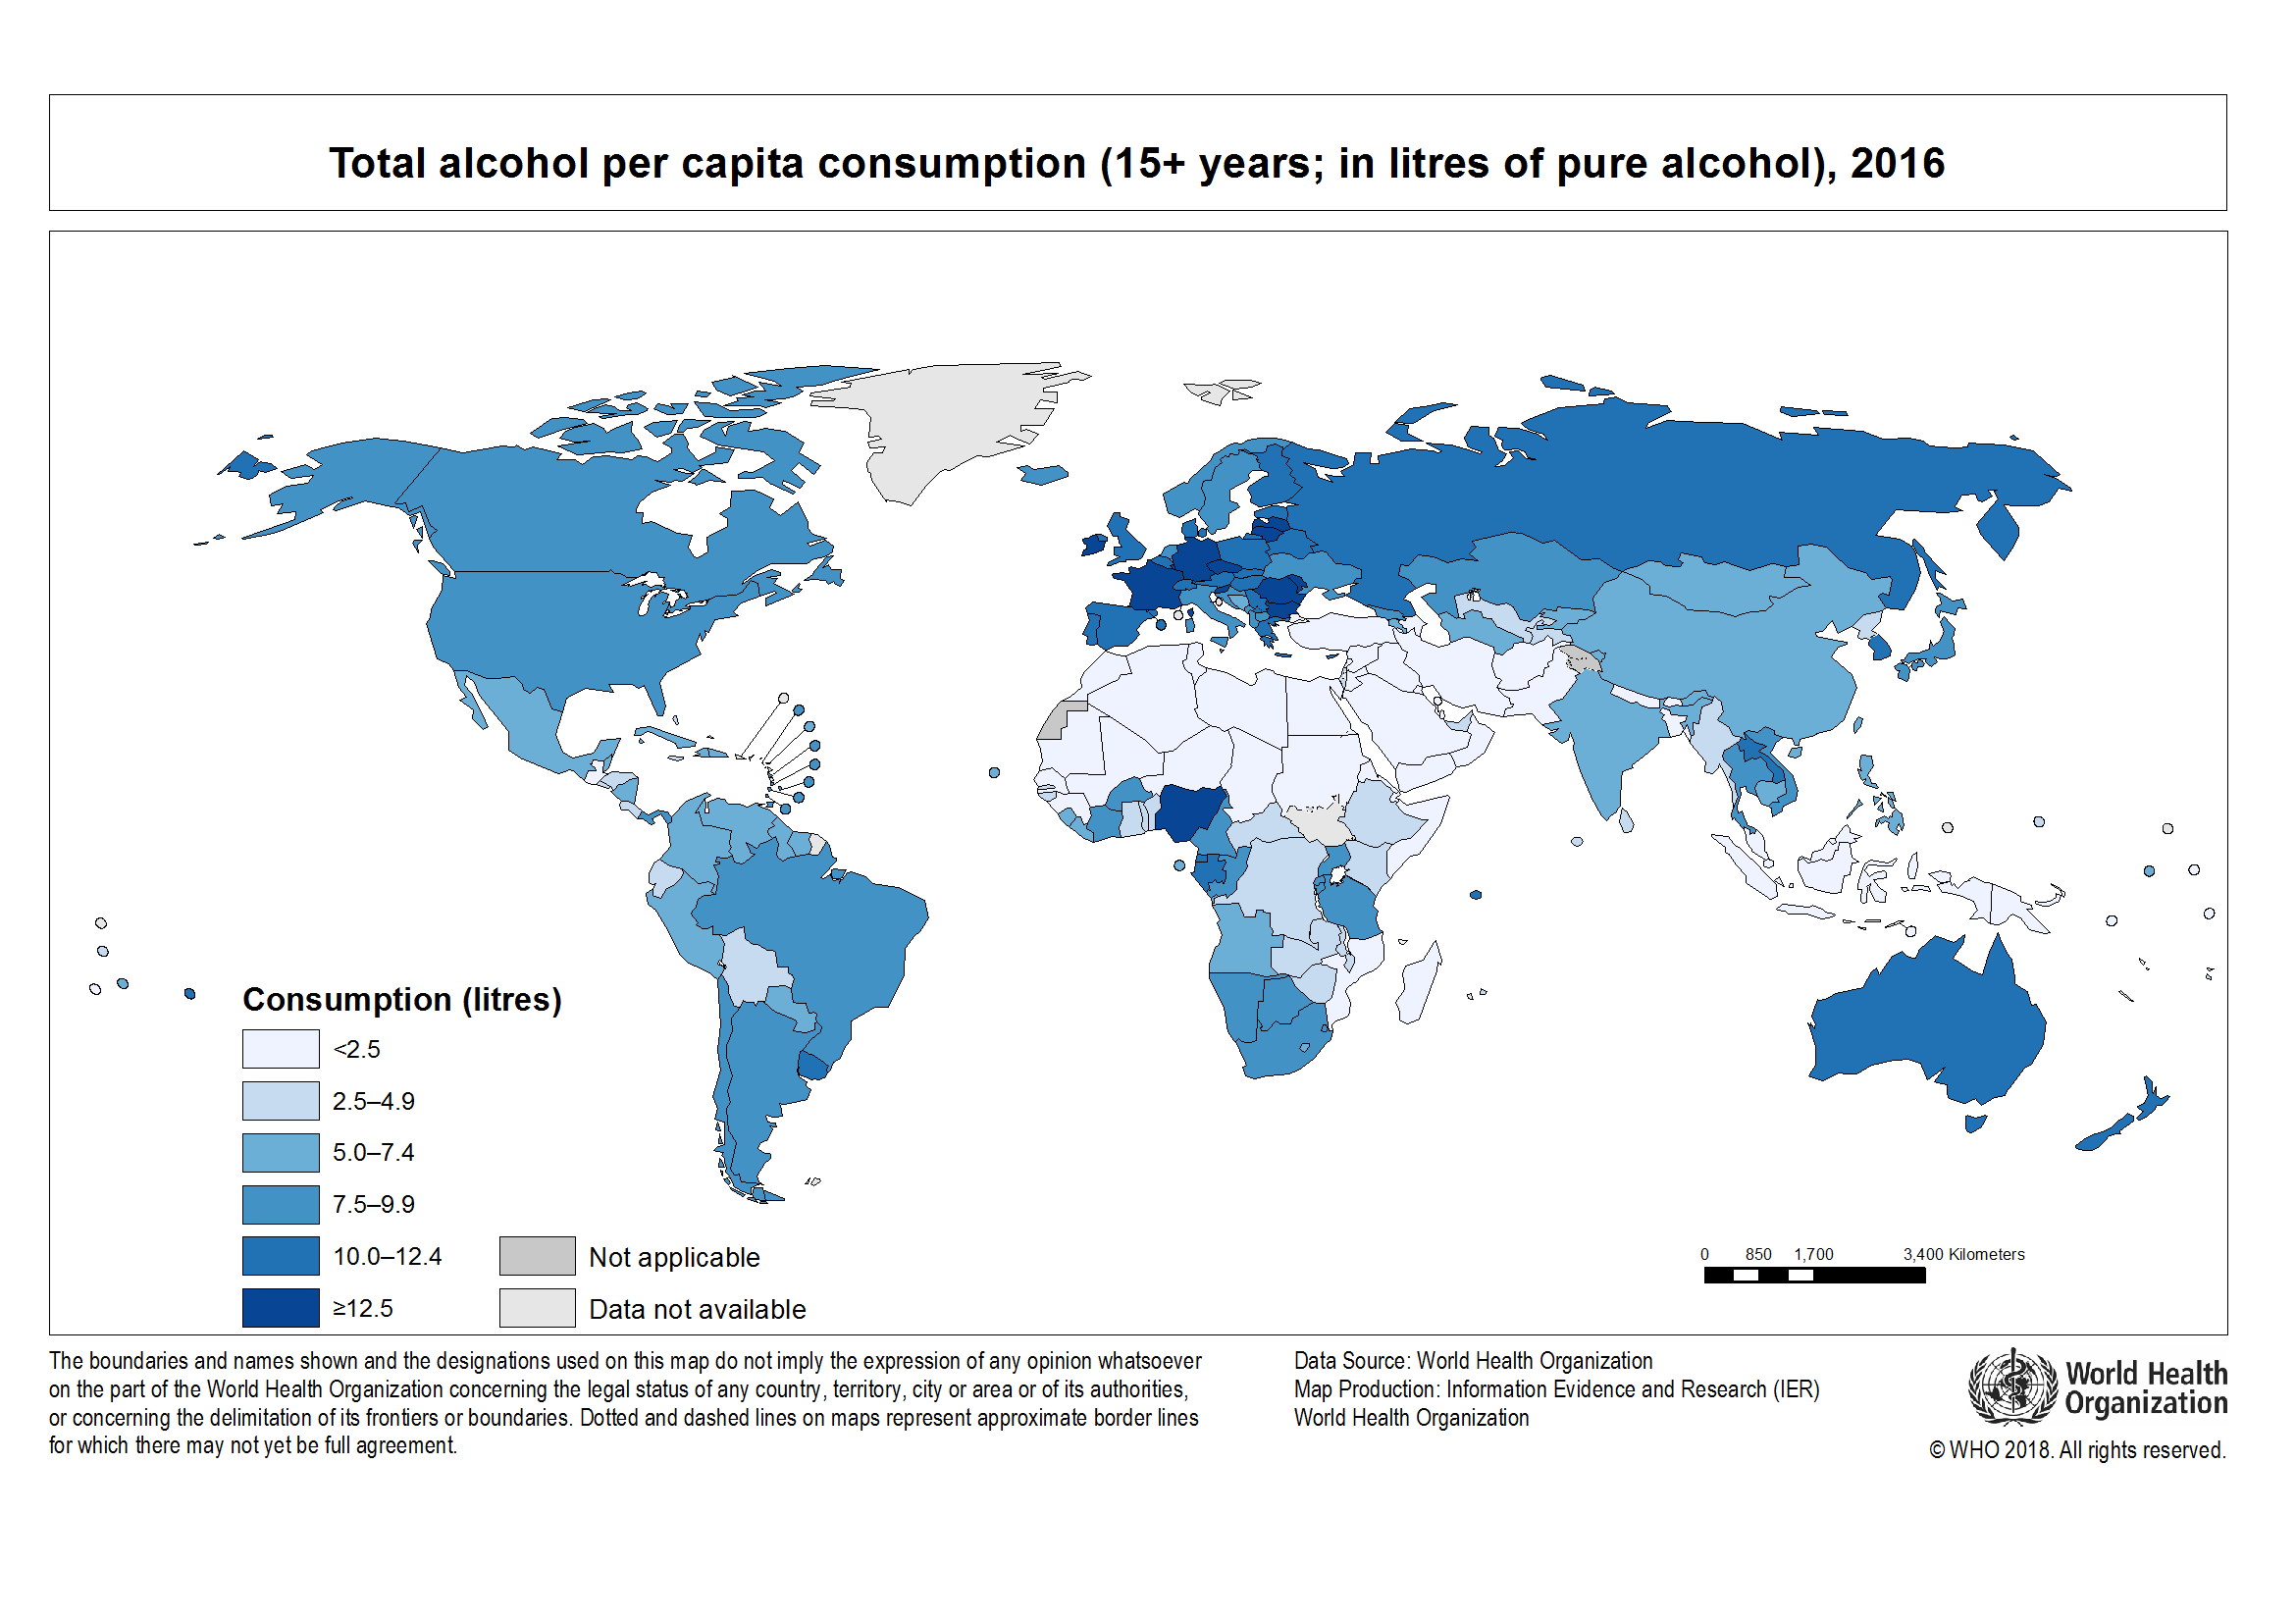 Total alcohol per capita consumption (15+ years; in litres of pure alcohol), 2016
Consumption (litres)
<2.5
2.5–4.9
5.0–7.4
7.5–9.9
10.0–12.4
≥12.5
Not applicable
Data not available
0 850 1,700 3,400 Kilometers
The boundaries and names shown and the designations used on this map do not imply the expression of any opinion whatsoever
on the part of the World Health Organization concerning the legal status of any country, territory, city or area or of its authorities,
or concerning the delimitation of its frontiers or boundaries. Dotted and dashed lines on maps represent approximate border lines
for which there may not yet be full agreement.
Data Source: World Health Organization
Map Production: Information Evidence and Research (IER)
World Health Organization
World Health
Organization
© WHO 2018. All rights reserved.